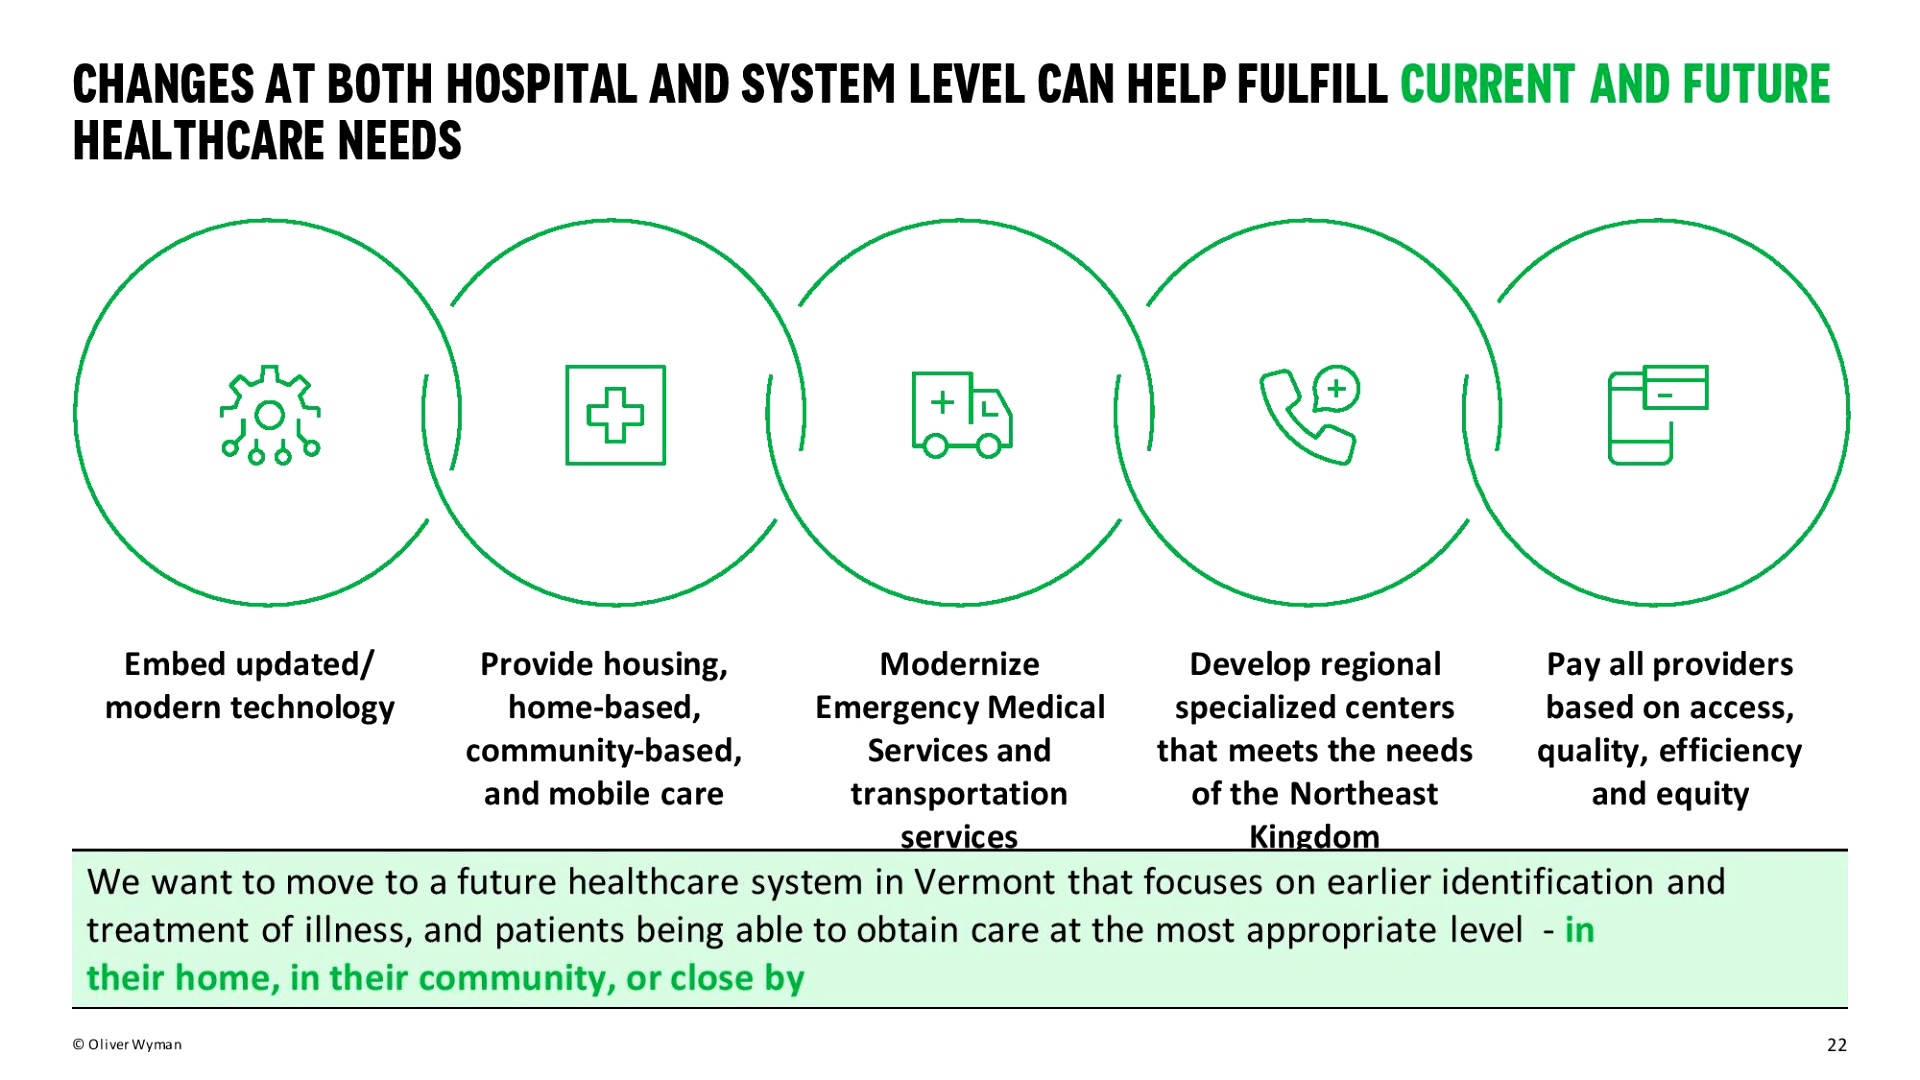 CHANGES AT BOTH HOSPITAL AND SYSTEM LEVEL CAN HELP FULFILL CURRENT AND FUTURE
HEALTHCARE NEEDS
Embed updated/
modern technology
Provide housing,
home-based,
community-based,
and mobile care
Modernize
Emergency Medical
Services and
transportation
services
Develop regional
specialized centers
that meets the needs
of the Northeast
Kingdom
Pay all providers
based on access,
quality, efficiency
and equity
We want to move to a future healthcare system in Vermont that focuses on earlier identification and
treatment of illness, and patients being able to obtain care at the most appropriate level - in
their home, in their community, or close by
© Oliver Wyman
22